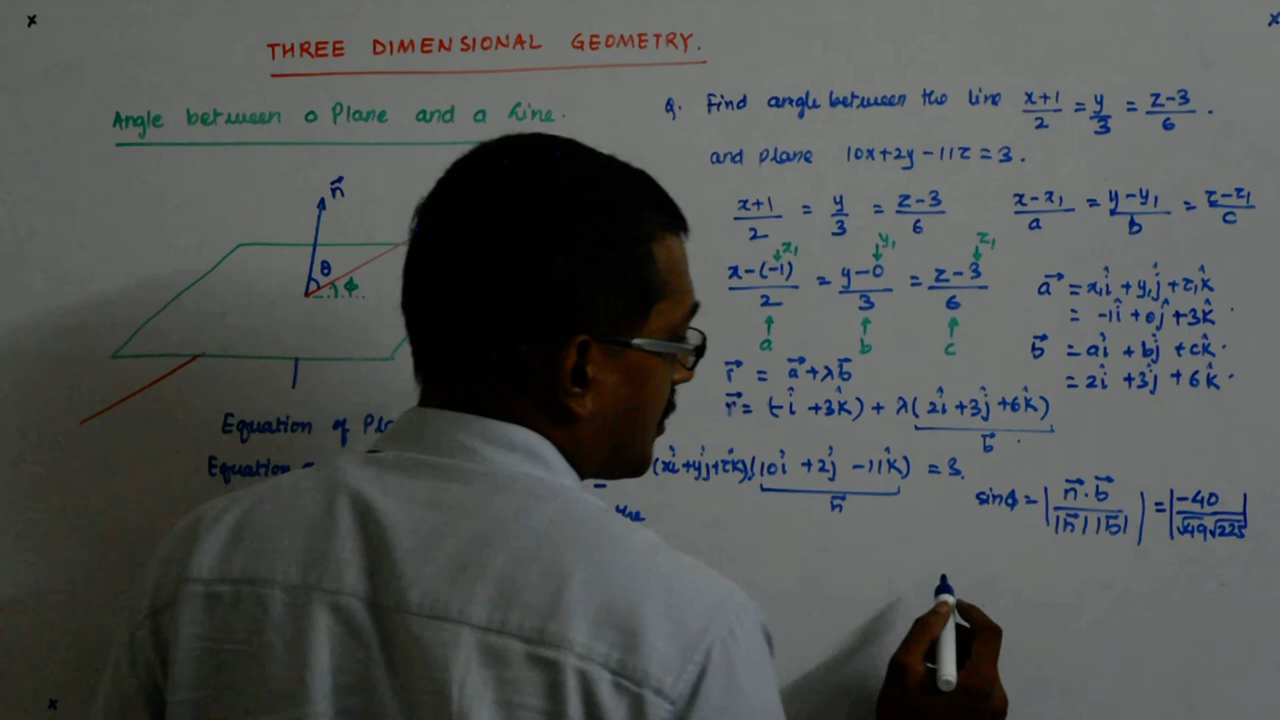 THREE DIMENSIONAL GEOMETRY.
Angle between a Plane and a Line.
n⃗
θ
φ
Equation of
Equation
Q. Find angle between the line (x+1)/2 = y/3 = (z-3)/6 .
and plane 10x+2y-11z=3.
(x+1)/2 = y/3 = (z-3)/6
(x-x₁)/a = (y-y₁)/b = (z-z₁)/c
x₁ y₁ z₁
(x-(-1))/2 = (y-0)/3 = (z-3)/6
a b c
a⃗ = x₁î + y₁ĵ + z₁k̂
= -1î + 0ĵ + 3k̂ .
b⃗ = aî + bĵ + ck̂ .
= 2î + 3ĵ + 6k̂ .
r⃗ = a⃗ + λb⃗
r⃗ = (-î + 3k̂) + λ(2î + 3ĵ + 6k̂)
b⃗ .
(xî + yĵ + zk̂).(10î + 2ĵ - 11k̂) = 3.
n⃗
sinφ = |n⃗ . b⃗ / |n⃗| |b⃗|| = |-40 / √49 √225|